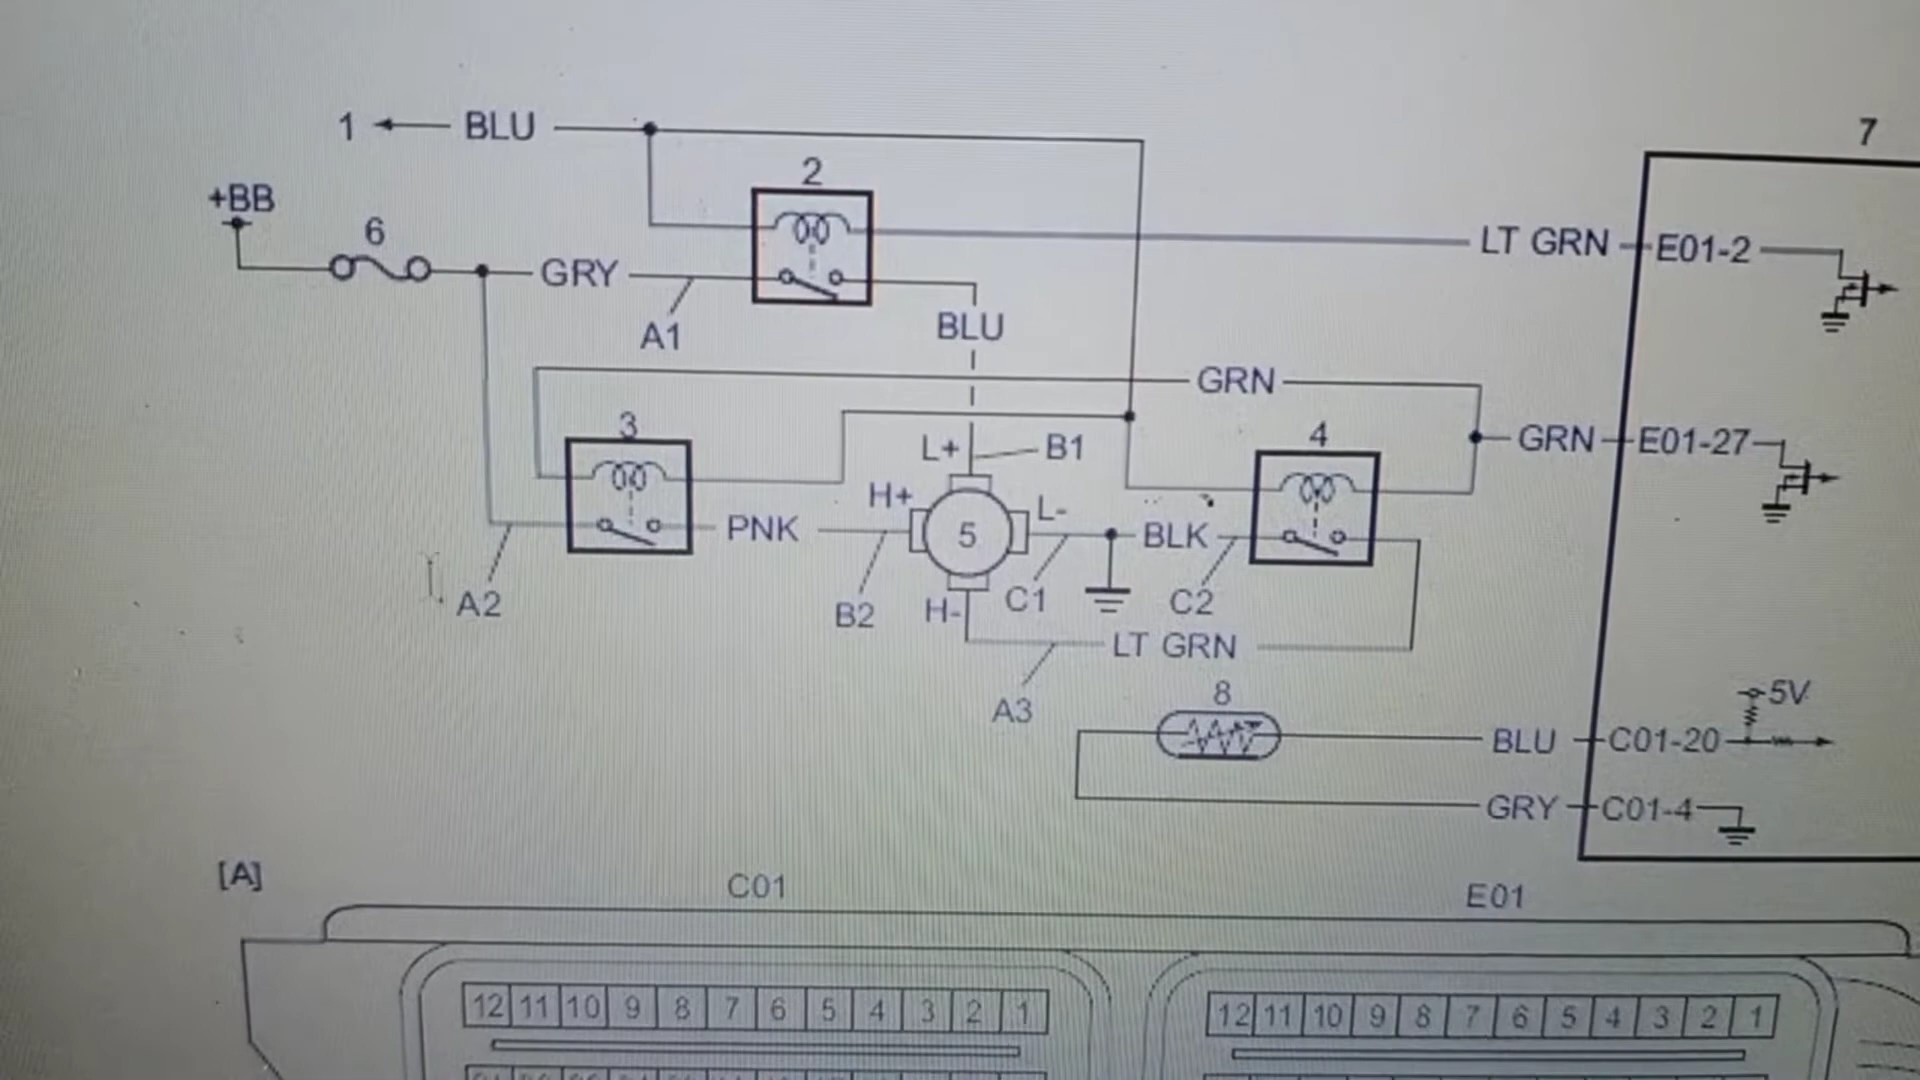 1 BLU
7
2
+BB
6
LT GRN E01-2
GRY
A1
BLU
GRN
3
4
GRN E01-27
L+ B1
H+
L-
PNK
5
BLK
A2
B2
H-
C1
C2
LT GRN
A3
8
5V
BLU C01-20
GRY C01-4
[A]
C01 E01
12 11 10 9 8 7 6 5 4 3 2 1 12 11 10 9 8 7 6 5 4 3 2 1